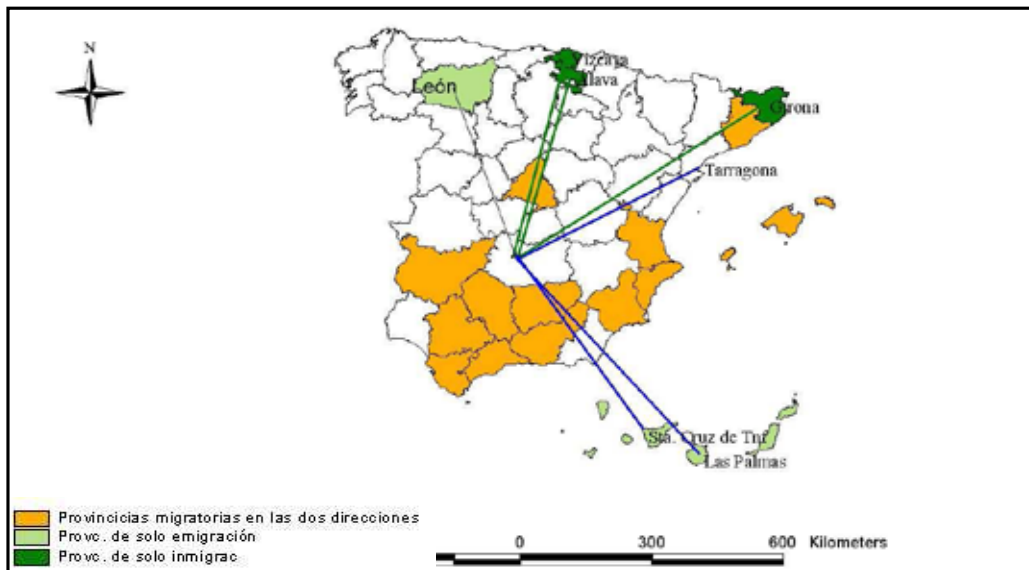 N
Vizcaya
Álava
León
Girona
Tarragona
Sta. Cruz de Tnf
Las Palmas
Provincicias migratorias en las dos direcciones
Provc. de solo emigración
Provc. de solo inmigrac
0 300 600 Kilometers